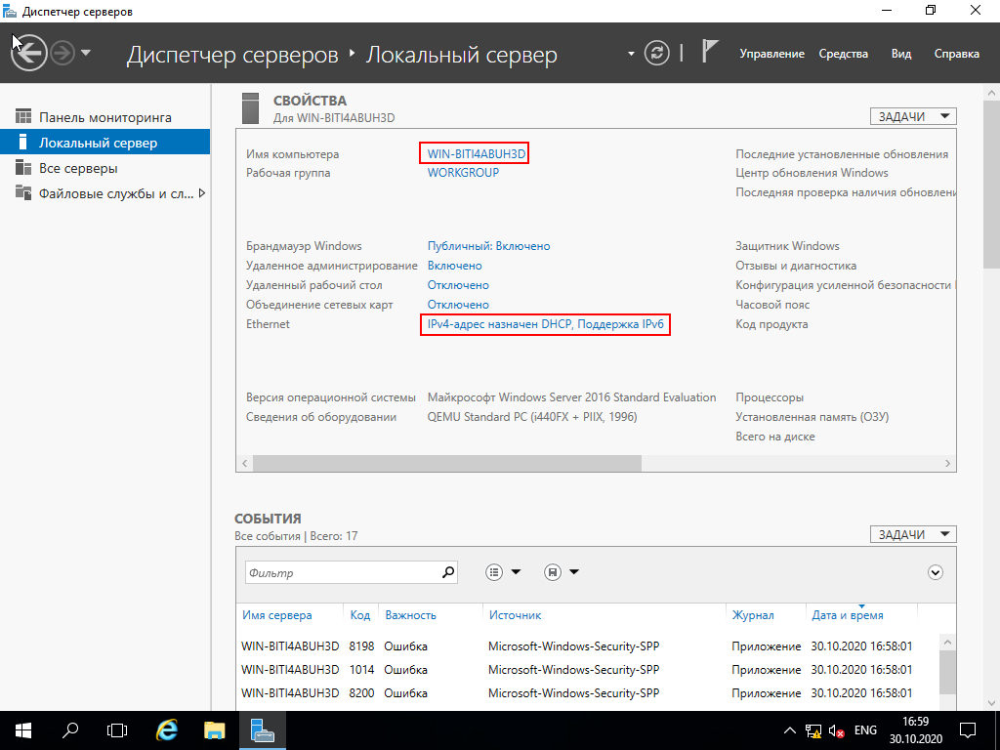 Диспетчер серверов
Диспетчер серверов
Локальный сервер
Управление
Средства
Вид
Справка
Панель мониторинга
Локальный сервер
Все серверы
Файловые службы и сл...
СВОЙСТВА
Для WIN-BITI4ABUH3D
ЗАДАЧИ
Имя компьютера WIN-BITI4ABUH3D Последние установленные обновления
Рабочая группа WORKGROUP Центр обновления Windows
Последняя проверка наличия обновлени
Брандмауэр Windows Публичный: Включено Защитник Windows
Удаленное администрирование Включено Отзывы и диагностика
Удаленный рабочий стол Отключено Конфигурация усиленной безопасности I
Объединение сетевых карт Отключено Часовой пояс
Ethernet IPv4-адрес назначен DHCP, Поддержка IPv6 Код продукта
Версия операционной системы Майкрософт Windows Server 2016 Standard Evaluation Процессоры
Сведения об оборудовании QEMU Standard PC (i440FX + PIIX, 1996) Установленная память (ОЗУ)
Всего на диске
СОБЫТИЯ
Все события | Всего: 17
ЗАДАЧИ
Фильтр
Имя сервера Код Важность Источник Журнал Дата и время
WIN-BITI4ABUH3D 8198 Ошибка Microsoft-Windows-Security-SPP Приложение 30.10.2020 16:58:01
WIN-BITI4ABUH3D 1014 Ошибка Microsoft-Windows-Security-SPP Приложение 30.10.2020 16:58:01
WIN-BITI4ABUH3D 8200 Ошибка Microsoft-Windows-Security-SPP Приложение 30.10.2020 16:58:01
ENG
16:59
30.10.2020